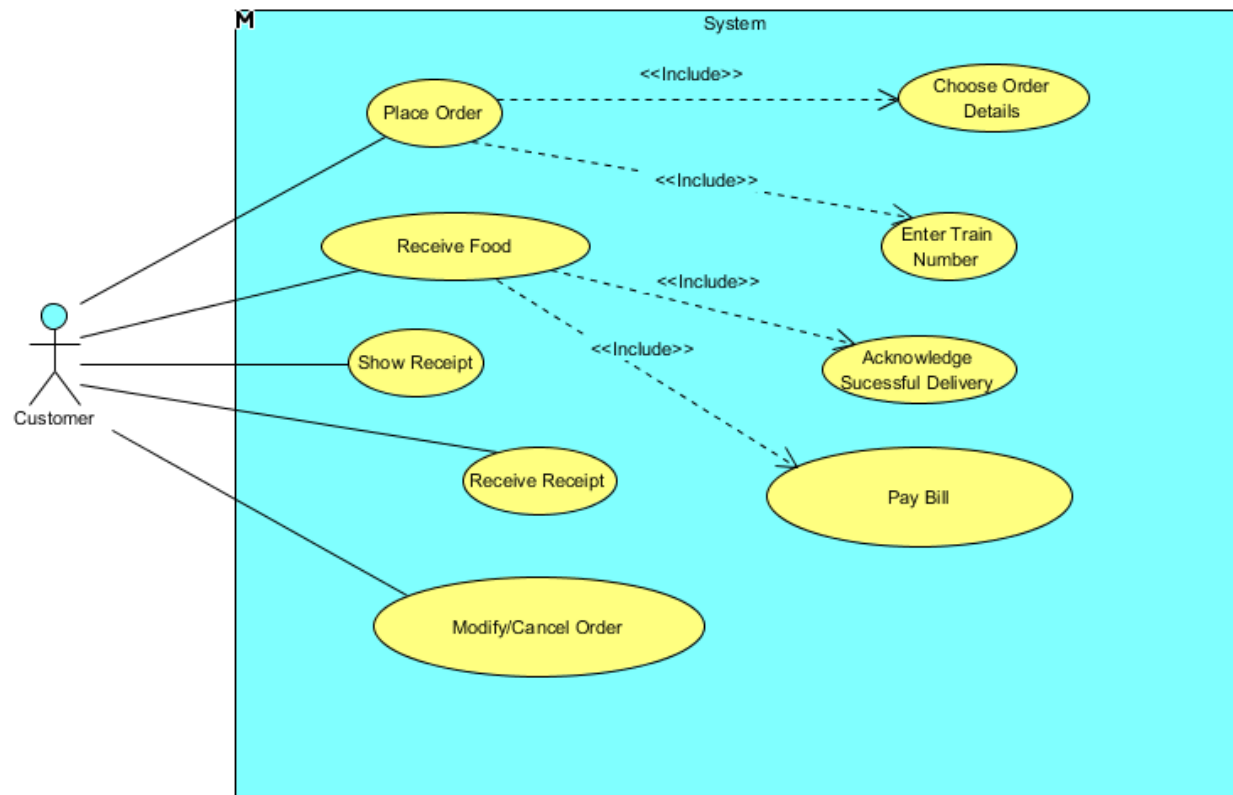 M
System
<<Include>>
Choose Order
Details
Place Order
<<Include>>
Enter Train
Number
Receive Food
<<Include>>
<<Include>>
Acknowledge
Sucessful Delivery
Show Receipt
Customer
Receive Receipt
Pay Bill
Modify/Cancel Order